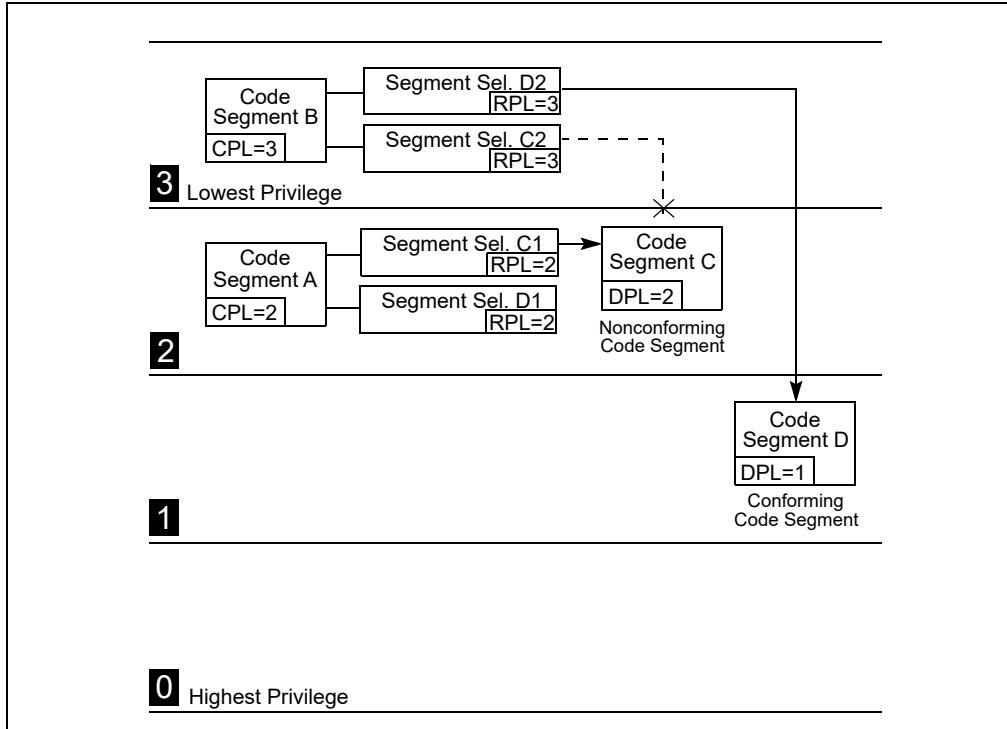 Code
Segment B
CPL=3
Segment Sel. D2
RPL=3
Segment Sel. C2
RPL=3
3 Lowest Privilege
Code
Segment A
CPL=2
Segment Sel. C1
RPL=2
Segment Sel. D1
RPL=2
Code
Segment C
DPL=2
Nonconforming
Code Segment
2
Code
Segment D
DPL=1
Conforming
Code Segment
1
0 Highest Privilege